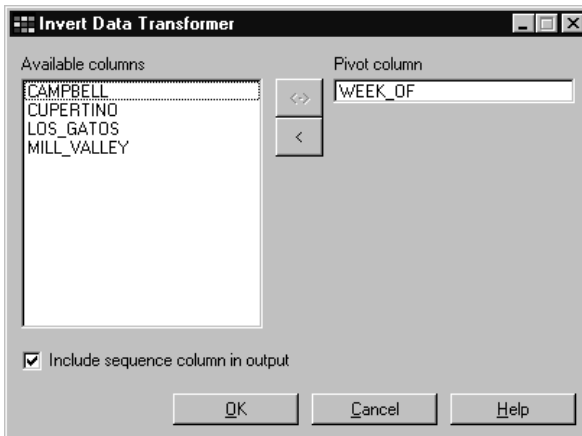 Invert Data Transformer
Available columns
Pivot column
CAMPBELL
CUPERTINO
LOS_GATOS
MILL_VALLEY
<->
WEEK_OF
<
Include sequence column in output
OK
Cancel
Help